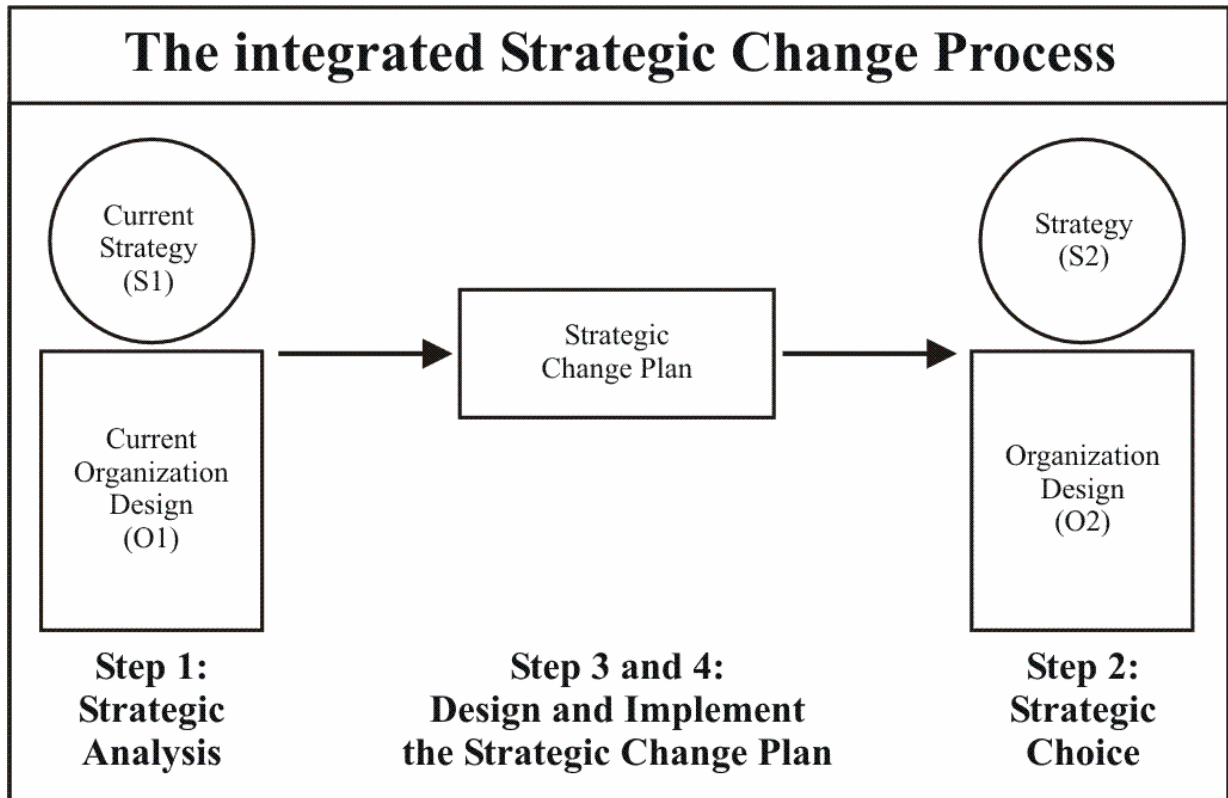 The integrated Strategic Change Process
Current
Strategy
(S1)
Current
Organization
Design
(O1)
Step 1:
Strategic
Analysis
Strategic
Change Plan
Step 3 and 4:
Design and Implement
the Strategic Change Plan
Strategy
(S2)
Organization
Design
(O2)
Step 2:
Strategic
Choice